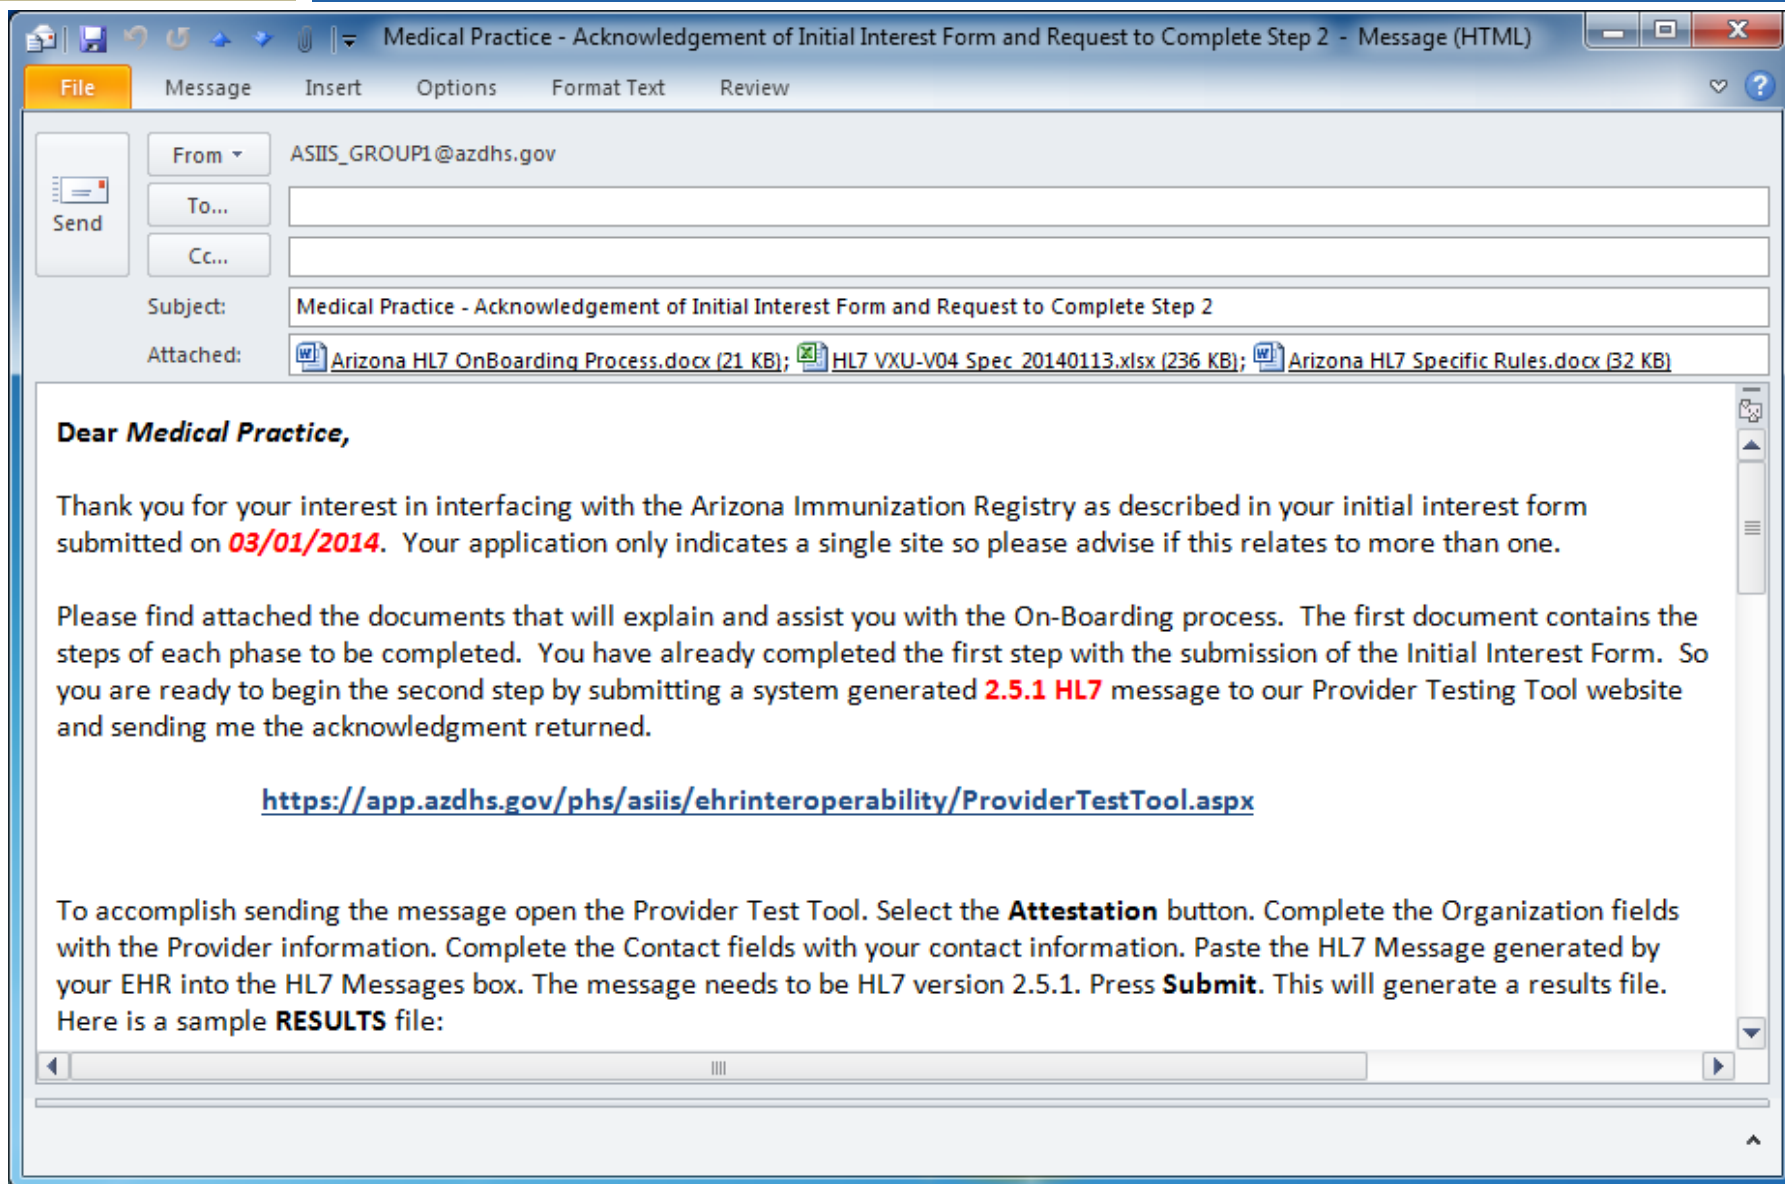 Medical Practice - Acknowledgement of Initial Interest Form and Request to Complete Step 2 - Message (HTML)
File Message Insert Options Format Text Review
From ASIIS_GROUP1@azdhs.gov
To...
Send
Cc...
Subject: Medical Practice - Acknowledgement of Initial Interest Form and Request to Complete Step 2
Attached: Arizona HL7 OnBoarding Process.docx (21 KB); HL7 VXU-V04 Spec_20140113.xlsx (236 KB); Arizona HL7 Specific Rules.docx (32 KB)
Dear Medical Practice,
Thank you for your interest in interfacing with the Arizona Immunization Registry as described in your initial interest form
submitted on 03/01/2014. Your application only indicates a single site so please advise if this relates to more than one.
Please find attached the documents that will explain and assist you with the On-Boarding process. The first document contains the
steps of each phase to be completed. You have already completed the first step with the submission of the Initial Interest Form. So
you are ready to begin the second step by submitting a system generated 2.5.1 HL7 message to our Provider Testing Tool website
and sending me the acknowledgment returned.
https://app.azdhs.gov/phs/asiis/ehrinteroperability/ProviderTestTool.aspx
To accomplish sending the message open the Provider Test Tool. Select the Attestation button. Complete the Organization fields
with the Provider information. Complete the Contact fields with your contact information. Paste the HL7 Message generated by
your EHR into the HL7 Messages box. The message needs to be HL7 version 2.5.1. Press Submit. This will generate a results file.
Here is a sample RESULTS file: